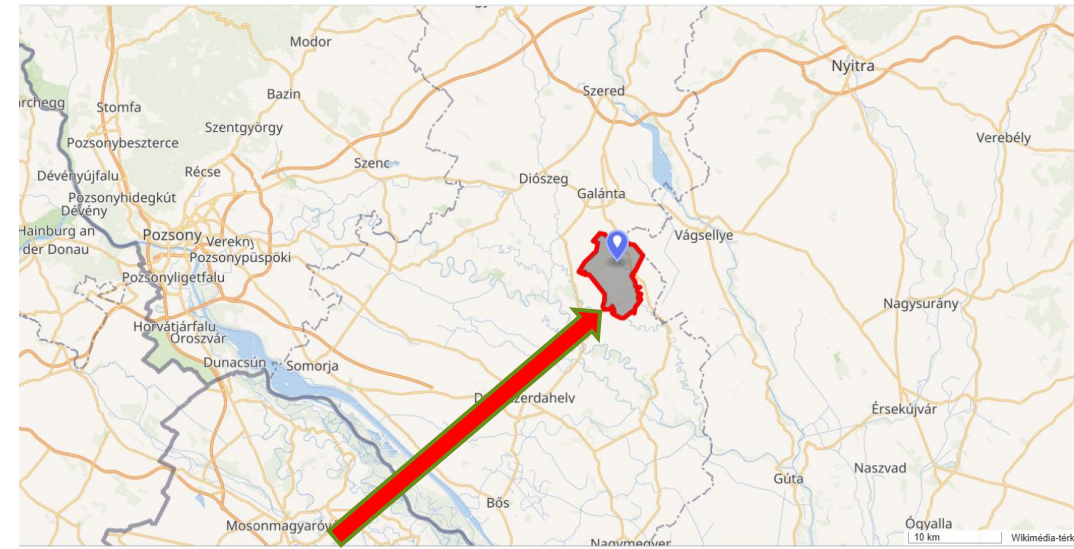 Modor
Nyitra
Bazin
Szered
archegg
Stomfa
Szentgyörgy
Verebély
Pozsonybeszterce
Szenc
Récse
Dévényújfalu
Diószeg
Galánta
Pozsonyhidegkút
Dévény
Hainburg an
der Donau
Pozsony
Verekny
Vágsellye
Pozsonypüspöki
Pozsonyligetfalu
Nagysurány
Horvátjárfalu
Oroszvár
Dunacsún
Somorja
zerdahely
Érsekújvár
Naszvad
Gúta
Bős
Mosonmagyaróv
Ógyalla
Nagymegyer
10 km
Wikimédia-térk